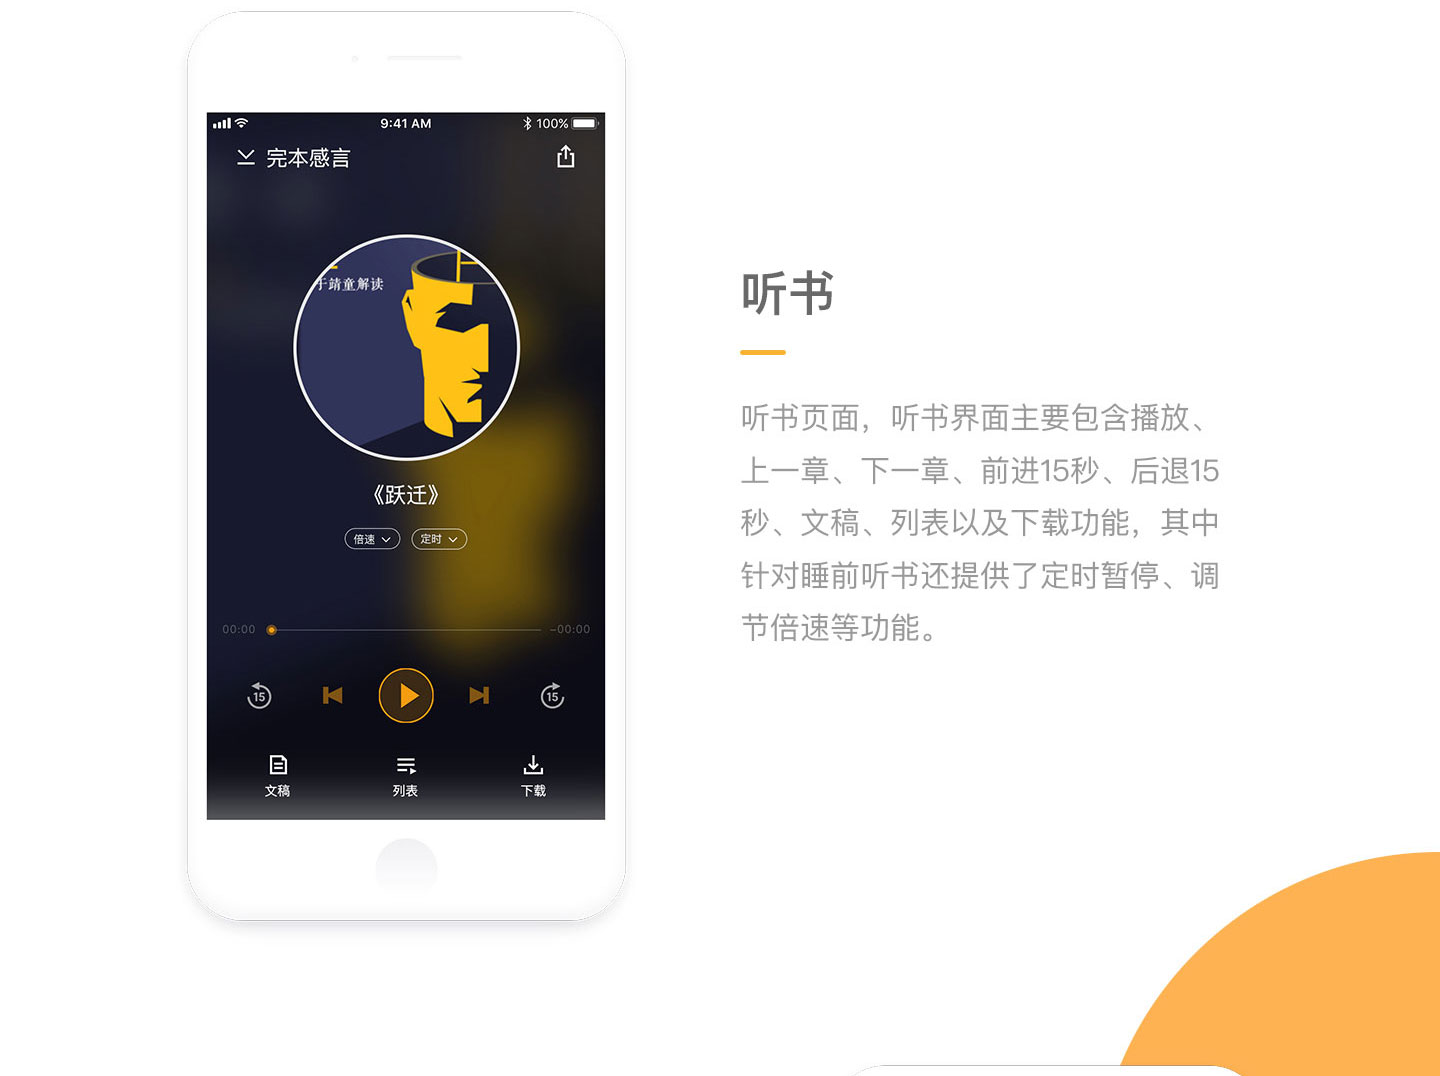 9:41 AM
100%
完本感言
于靖童解读
《跃迁》
倍速
定时
00:00
-00:00
15
15
文稿
列表
下载
听书
听书页面，听书界面主要包含播放、
上一章、下一章、前进15秒、后退15
秒、文稿、列表以及下载功能，其中
针对睡前听书还提供了定时暂停、调
节倍速等功能。